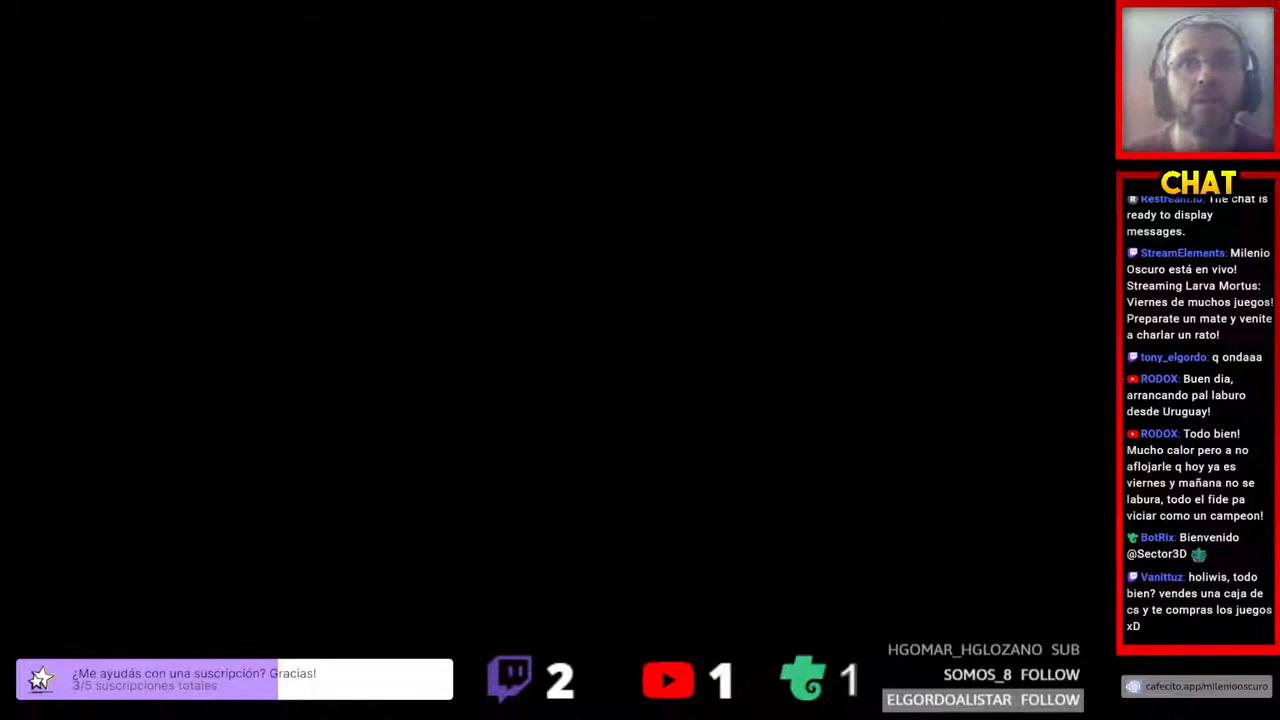 CHAT
Restream.io: The chat is
ready to display
messages.
StreamElements: Milenio
Oscuro está en vivo!
Streaming Larva Mortus:
Viernes de muchos juegos!
Preparate un mate y venite
a charlar un rato!
tony_elgordo: q ondaaa
RODOX: Buen dia,
arrancando pal laburo
desde Uruguay!
RODOX: Todo bien!
Mucho calor pero a no
aflojarle q hoy ya es
viernes y mañana no se
labura, todo el fide pa
viciar como un campeon!
BotRix: Bienvenido
@Sector3D
Vanittuz: holiwis, todo
bien? vendes una caja de
cs y te compras los juegos
xD
¿Me ayudás con una suscripción? Gracias!
3/5 suscripciones totales
2
1
1
HGOMAR_HGLOZANO SUB
SOMOS_8 FOLLOW
ELGORDOALISTAR FOLLOW
cafecito.app/mileniooscuro